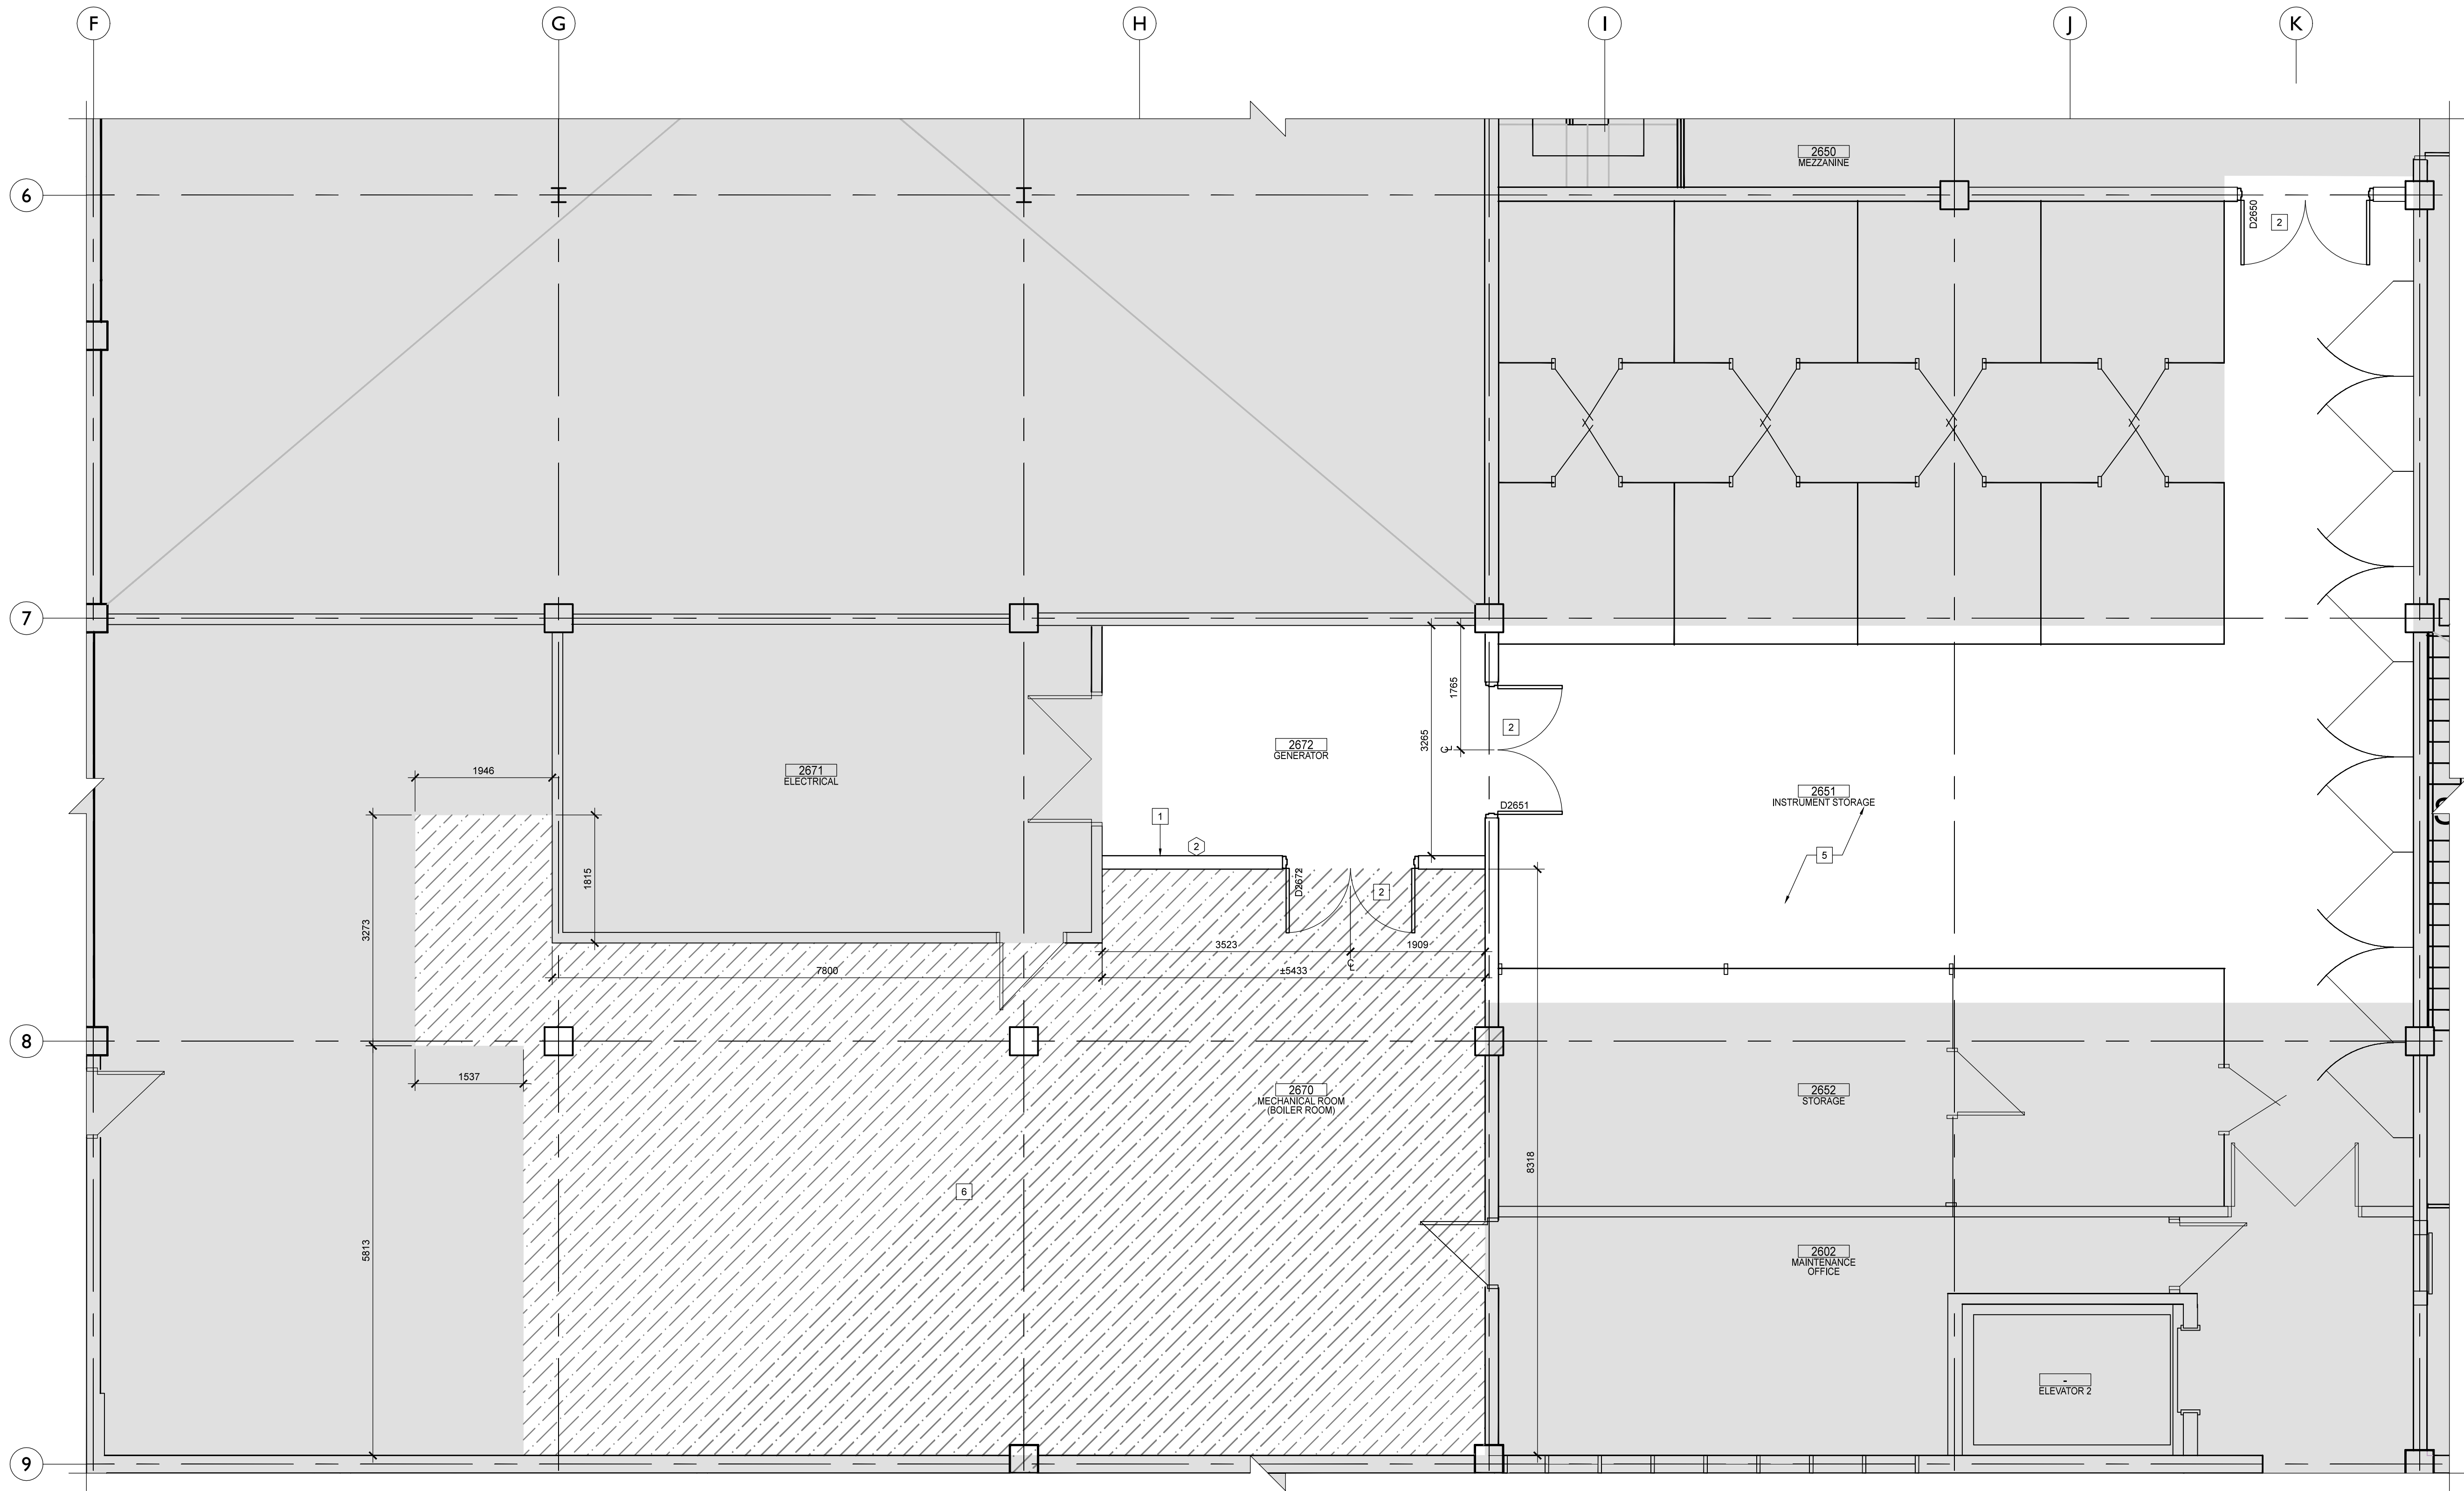 F
G
H
I
J
K
2650
MEZZANINE
6
D2650
2
7
1765
2
3265
2672
GENERATOR
1946
2671
ELECTRICAL
2651
INSTRUMENT STORAGE
D2651
1
2
5
1815
D2672
2
3273
3523
1909
CL
7800
±5433
8
1537
2670
MECHANICAL ROOM
(BOILER ROOM)
2652
STORAGE
8318
6
5813
2602
MAINTENANCE
OFFICE
-
ELEVATOR 2
9